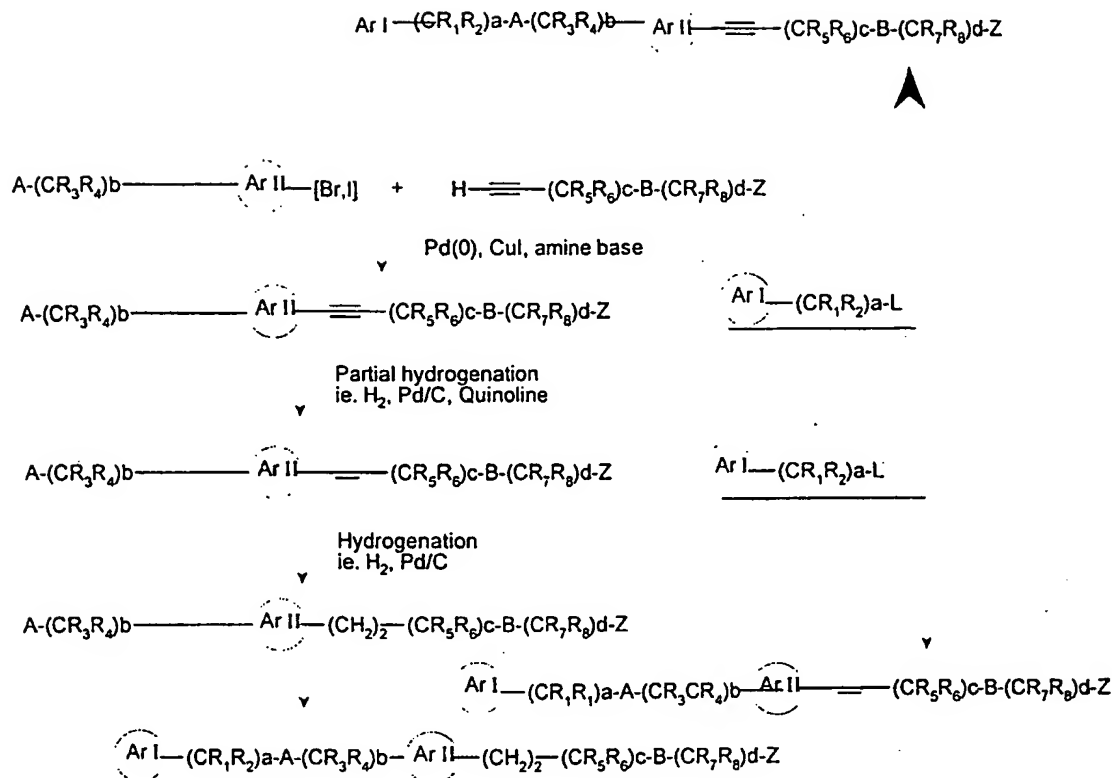 Ar I—(CR₁R₂)a-A-(CR₃R₄)b—Ar II—≡—(CR₅R₆)c-B-(CR₇R₈)d-Z
A-(CR₃R₄)b—Ar II—[Br,I] + H—≡—(CR₅R₆)c-B-(CR₇R₈)d-Z
Pd(0), CuI, amine base
A-(CR₃R₄)b—Ar II—≡—(CR₅R₆)c-B-(CR₇R₈)d-Z Ar I—(CR₁R₂)a-L
Partial hydrogenation
ie. H₂, Pd/C, Quinoline
A-(CR₃R₄)b—Ar II—=—(CR₅R₆)c-B-(CR₇R₈)d-Z Ar I—(CR₁R₂)a-L
Hydrogenation
ie. H₂, Pd/C
A-(CR₃R₄)b—Ar II—(CH₂)₂—(CR₅R₆)c-B-(CR₇R₈)d-Z
Ar I—(CR₁R₁)a-A-(CR₃CR₄)b—Ar II—=—(CR₅R₆)c-B-(CR₇R₈)d-Z
Ar I—(CR₁R₂)a-A-(CR₃R₄)b—Ar II—(CH₂)₂—(CR₅R₆)c-B-(CR₇R₈)d-Z